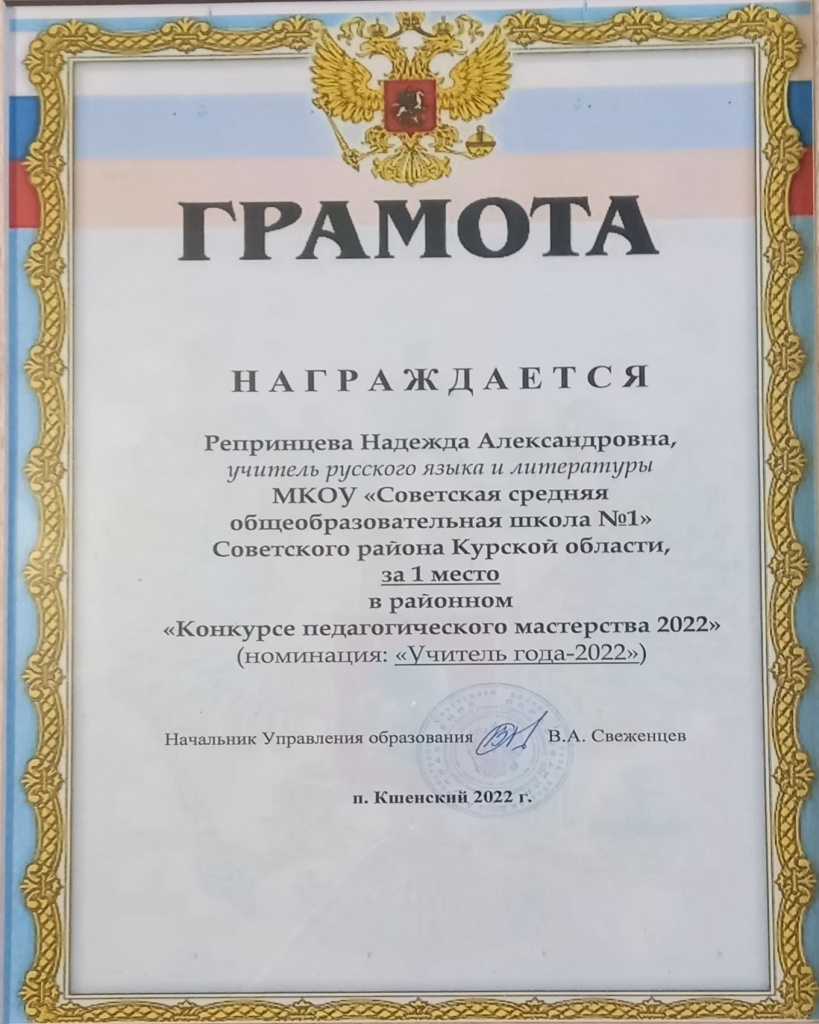 ГРАМОТА
НАГРАЖДАЕТСЯ
Репринцева Надежда Александровна,
учитель русского языка и литературы
МКОУ «Советская средняя
общеобразовательная школа №1»
Советского района Курской области,
за 1 место
в районном
«Конкурсе педагогического мастерства 2022»
(номинация: «Учитель года-2022»)
Начальник Управления образования В.А. Свеженцев
п. Кшенский 2022 г.